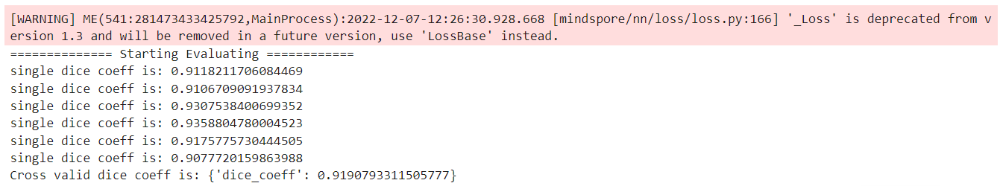 [WARNING] ME(541:281473433425792,MainProcess):2022-12-07-12:26:30.928.668 [mindspore/nn/loss/loss.py:166] '_Loss' is deprecated from v
ersion 1.3 and will be removed in a future version, use 'LossBase' instead.
============== Starting Evaluating ============
single dice coeff is: 0.9118211706084469
single dice coeff is: 0.9106709091937834
single dice coeff is: 0.9307538400699352
single dice coeff is: 0.9358804780004523
single dice coeff is: 0.9175775730444505
single dice coeff is: 0.9077720159863988
Cross valid dice coeff is: {'dice_coeff': 0.9190793311505777}